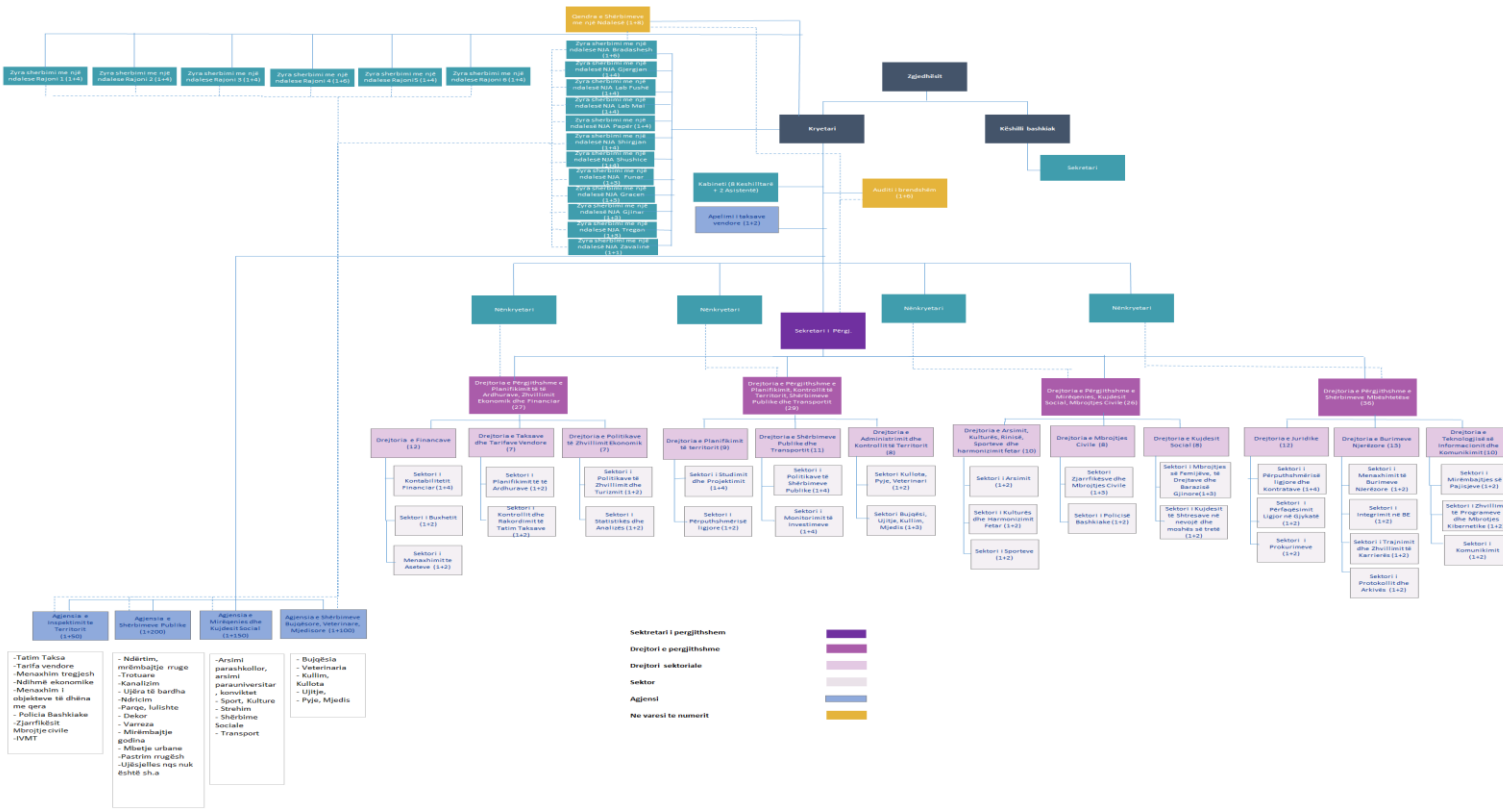 Qendra e Shërbimeve
me një Ndalesë (1+8)
Zyra sherbimi me një
ndalese Rajoni 1 (1+4)
Zyra sherbimi me një
ndalese Rajoni 2 (1+4)
Zyra sherbimi me një
ndalese Rajoni 3 (1+4)
Zyra sherbimi me një
ndalese Rajoni 4 (1+4)
Zyra sherbimi me një
ndalese Rajoni5 (1+4)
Zyra sherbimi me një
ndalese Rajoni 6 (1+4)
Zyra sherbimi me një
ndalesë NJA Bradashesh
Zyra sherbimi me një
ndalesë NJA Gjergjan
Zyra sherbimi me një
ndalesë NJA Lab Fushë
Zyra sherbimi me një
ndalesë NJA Lab Mal
Zyra sherbimi me një
ndalesë NJA Papër (1+4)
Zyra sherbimi me një
ndalesë NJA Shirgjan
Zyra sherbimi me një
ndalesë NJA Shushice
Zyra sherbimi me një
ndalesë NJA Funar
Zyra sherbimi me një
ndalesë NJA Gracen
Zyra sherbimi me një
ndalesë NJA Gjinar
Zyra sherbimi me një
ndalesë NJA Tregan
Zyra sherbimi me një
ndalesë NJA Zavaline
(1+1)
Zgjedhësit
Kryetari
Këshilli bashkiak
Sekretari
Kabineti (8 Keshilltarë
+ 2 Asistentë)
Auditi i brendshëm
Apelimi i taksave
vendore (1+2)
Nënkryetari
Nënkryetari
Nënkryetari
Nënkryetari
Sekretari i Përgj.
Drejtoria e Përgjithshme e
Planifikimit të të
Ardhurave, Zhvillimit
Ekonomik dhe Financiar
(27)
Drejtoria e Përgjithshme e
Planifikimit, Kontrollit të
Territorit, Shërbimeve
Publike dhe Transportit
(29)
Drejtoria e Përgjithshme e
Mirëqenies, Kujdesit
Social, Mbrojtjes Civile (26)
Drejtoria e Përgjithshme e
Shërbimeve Mbështetëse
Drejtoria e Financave
(12)
Drejtoria e Taksave
dhe Tarifave Vendore
(7)
Drejtoria e Politikave
të Zhvillimit Ekonomik
(7)
Drejtoria e Planifikimit
të territorit (9)
Drejtoria e Shërbimeve
Publike dhe
Transportit (11)
Drejtoria e
Administrimit dhe
Kontrollit të Territorit
Drejtoria e Arsimit,
Kulturës, Rinisë,
Sporteve dhe
harmonizimit fetar (10)
Drejtoria e Mbrojtjes
Civile (8)
Drejtoria e Kujdesit
Social (8)
Drejtoria e Juridike
(12)
Drejtoria e Burimeve
Njerëzore (13)
Drejtoria e
Teknologjisë së
Informacionit dhe
Komunikimit (10)
Sektori i
Kontabilitetit
Financiar (1+4)
Sektori i
Planifikimit të të
Ardhurave (1+2)
Sektori i
Politikave të
Zhvillimit dhe
Turizmit (1+2)
Sektori i Studimit
dhe Projektimit
(1+4)
Sektori i
Politikave të
Shërbimeve
Publike (1+4)
Sektori Kullota,
Pyje, Veterinari
(1+2)
Sektori i Arsimit
(1+2)
Sektori
Zjarrfikësve dhe
Mbrojtjes Civile
Sektori i Mbrojtjes
së Femijëve, të
Drejtave dhe
Barazisë
Sektori i
Përputhshmërisë
ligjore dhe
Kontratave (1+4)
Sektori i
Menaxhimit të
Burimeve
Njerëzore (1+2)
Sektori i
Mirëmbajtjes së
Pajisjeve (1+2)
Sektori i Buxhetit
(1+2)
Sektori i
Kontrollit dhe
Rakordimit të
Tatim Taksave
(1+2)
Sektori i
Statistikës dhe
Analizës (1+2)
Sektori i
Përputhshmërisë
ligjore (1+2)
Sektori i
Monitorimit të
Investimeve
(1+4)
Sektori Bujqësi,
Ujitje, Kullim,
Mjedis
Sektori i Kulturës
dhe Harmonizimit
Fetar (1+2)
Sektori i Policisë
Bashkiake (1+2)
Sektori i Kujdesit
të Shtresave në
nevojë dhe
moshës së tretë
(1+2)
Sektori i
Përfaqësimit
Ligjor në Gjykatë
(1+2)
Sektori i
Integrimit në BE
(1+2)
Sektori i Zhvillim
të Programeve
dhe Mbrotjes
Kibernetike (1+2
Sektori i
Menaxhimit te
Aseteve (1+2)
Sektori i Sporteve
(1+2)
Sektori i
Prokurimeve
(1+2)
Sektori i Trajnimit
dhe Zhvillimit të
Karrierës (1+2)
Sektori i
Komunikimit
(1+2)
Sektori i
Protokollit dhe
Arkivës (1+2)
Agjensia e
Inspektimit te
Territorit
(1+50)
Agjensia e
Shërbimeve Publike
(1+200)
Agjensia e
Mirëqenies dhe
Kujdesit Social
(1+150)
Agjensia e Shërbimeve
Bujqësore, Veterinare,
Mjedisore (1+100)
-Tatim Taksa
-Tarifa vendore
-Menaxhim tregjesh
-Ndihmë ekonomike
-Menaxhim i
objekteve të dhëna
me qera
- Policia Bashkiake
-Zjarrfikësit
Mbrojtje civile
-IVMT
- Ndërtim,
mrëmbajtje rruge
-Trotuare
-Kanalizim
- Ujëra të bardha
-Ndricim
-Parqe, lulishte
- Dekor
- Varreza
- Mirëmbajtje
godina
- Mbetje urbane
-Pastrim rrugësh
-Ujësjelles nqs nuk
është sh.a
-Arsimi
parashkollor,
arsimi
parauniversitar
, konviktet
- Sport, Kulture
- Strehim
- Shërbime
Sociale
- Transport
- Bujqësia
- Veterinaria
- Kullim,
Kullota
- Ujitje,
- Pyje, Mjedis
Sektretari i pergjithshem
Drejtori e pergjithshme
Drejtori sektoriale
Sektor
Agjensi
Ne varesi te numerit